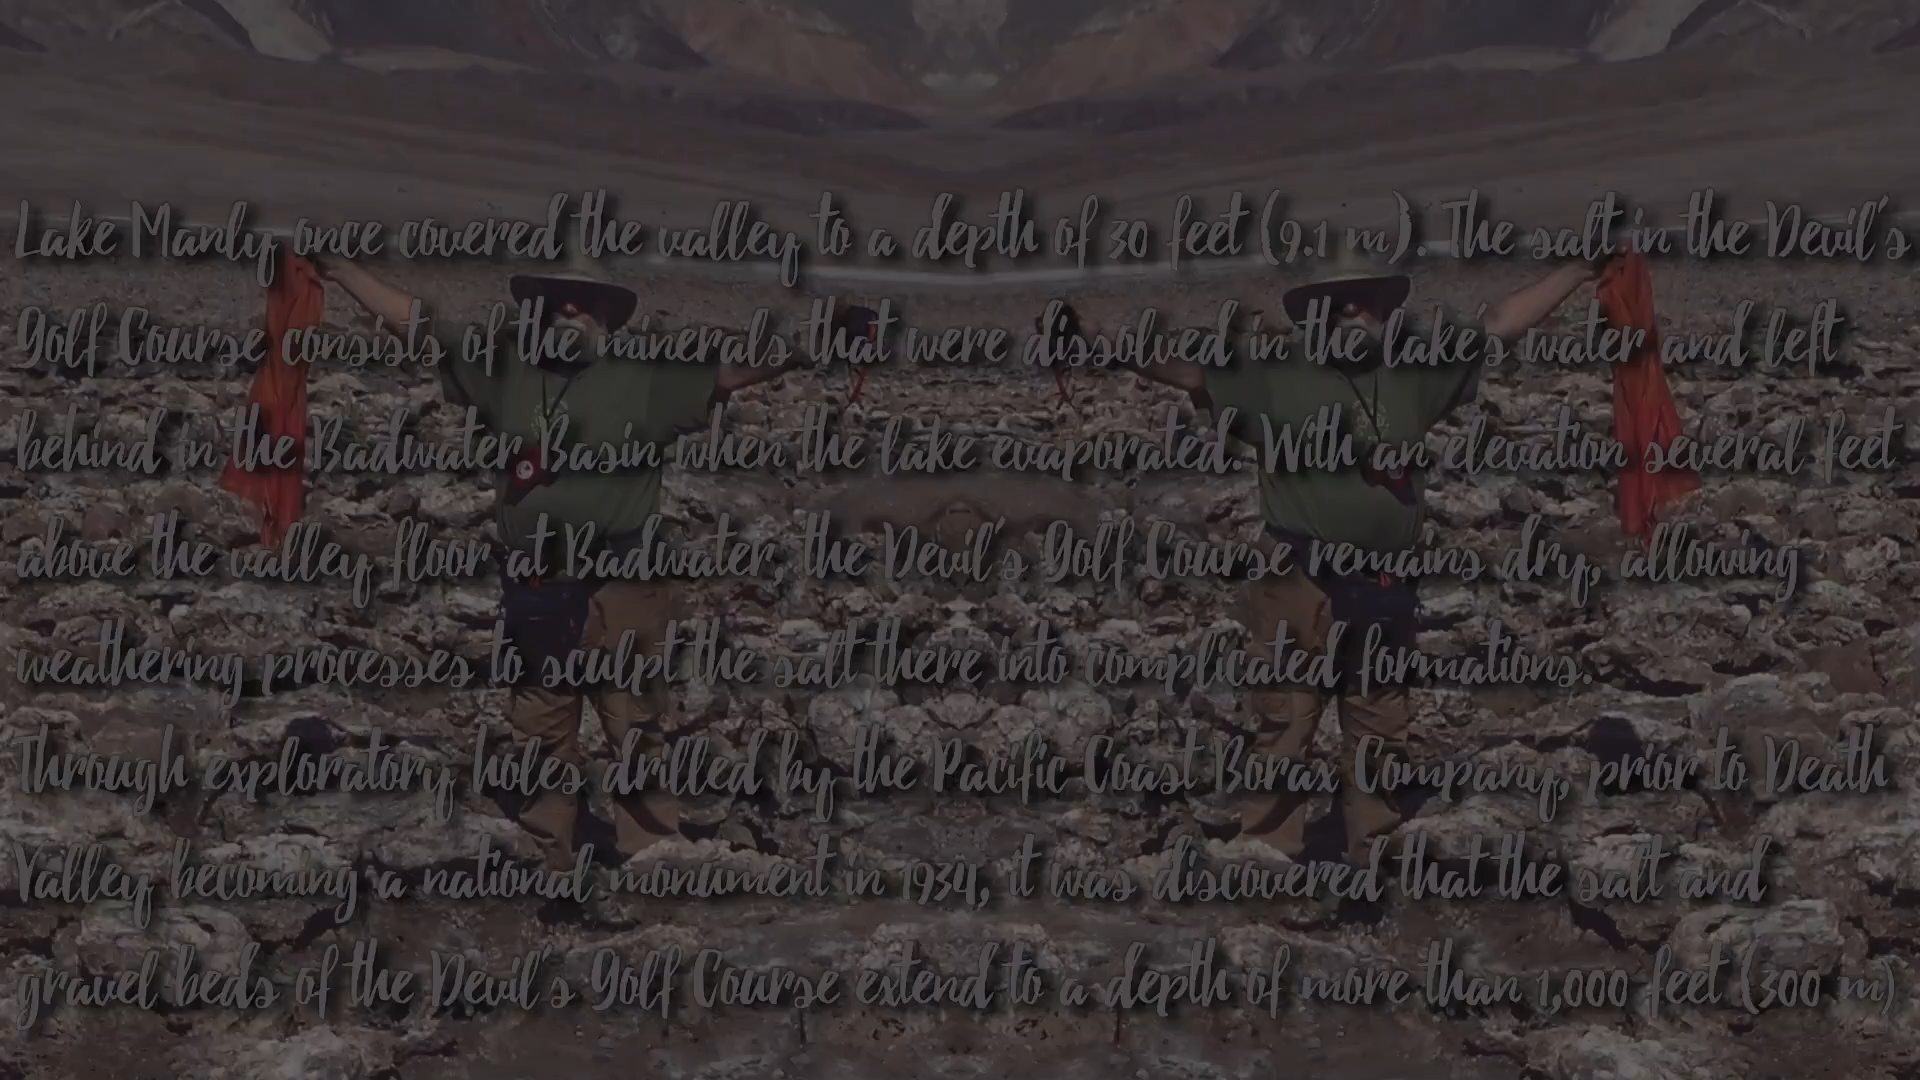 Lake Manly once covered the valley to a depth of 30 feet (9.1 m). The salt in the Devil's
Golf Course consists of the minerals that were dissolved in the lake's water and left
behind in the Badwater Basin when the lake evaporated. With an elevation several feet
above the valley floor at Badwater, the Devil's Golf Course remains dry, allowing
weathering processes to sculpt the salt there into complicated formations.
Through exploratory holes drilled by the Pacific Coast Borax Company, prior to Death
Valley becoming a national monument in 1934, it was discovered that the salt and
gravel beds of the Devil's Golf Course extend to a depth of more than 1,000 feet (300 m)